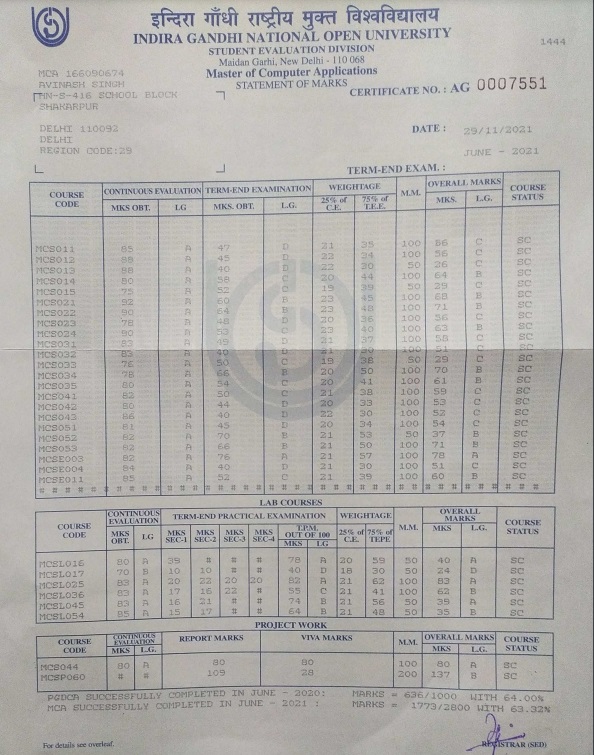 इन्दिरा गाँधी राष्ट्रीय मुक्त विश्वविद्यालय
INDIRA GANDHI NATIONAL OPEN UNIVERSITY
STUDENT EVALUATION DIVISION
Maidan Garhi, New Delhi - 110 068
Master of Computer Applications
STATEMENT OF MARKS
1444
CERTIFICATE NO. : AG 0007551
MCA 166090674
AVINASH SINGH
RN-S-416 SCHOOL BLOCK
SHAKARPUR
DELHI 110092
DELHI
REGION CODE:29
DATE : 29/11/2021
JUNE - 2021
TERM-END EXAM. :
COURSE CODE CONTINUOUS EVALUATION TERM-END EXAMINATION WEIGHTAGE M.M. OVERALL MARKS COURSE STATUS
MKS OBT. LG MKS. OBT. L.G. 25% of C.E. 75% of T.E.E. MKS. L.G.
MCS011 85 A 47 D 21 35 100 56 C SC
MCS012 88 A 45 D 22 34 100 56 C SC
MCS013 88 A 40 D 22 30 50 26 C SC
MCS014 80 A 58 C 20 44 100 64 B SC
MCS015 75 A 52 C 19 39 50 29 C SC
MCS021 92 A 60 B 23 45 100 68 B SC
MCS022 90 A 64 B 23 48 100 71 B SC
MCS023 78 A 48 D 20 36 100 56 C SC
MCS024 90 A 53 C 23 40 100 63 B SC
MCS031 83 A 49 D 21 37 100 58 C SC
MCS032 83 A 40 D 21 30 100 51 C SC
MCS033 76 A 50 C 19 38 50 29 C SC
MCS034 78 A 66 B 20 50 100 70 B SC
MCS035 80 A 54 C 20 41 100 61 B SC
MCS041 82 A 50 C 21 38 100 59 C SC
MCS042 80 A 44 D 20 33 100 53 C SC
MCS043 86 A 40 D 22 30 100 52 C SC
MCS051 81 A 45 D 20 34 100 54 C SC
MCS052 82 A 70 B 21 53 50 37 B SC
MCS053 82 A 66 B 21 50 100 71 B SC
MCSE003 82 A 76 A 21 57 100 78 A SC
MCSE004 84 A 40 D 21 30 100 51 C SC
MCSE011 85 A 52 C 21 39 100 60 B SC
LAB COURSES
COURSE CODE CONTINUOUS EVALUATION TERM-END PRACTICAL EXAMINATION WEIGHTAGE M.M. OVERALL MARKS COURSE STATUS
MKS OBT. LG MKS SEC-1 MKS SEC-2 MKS SEC-3 MKS SEC-4 T.P.M. OUT OF 100 MKS LG 25% of C.E. 75% of TEPE MKS L.G.
MCSL016 80 A 39 # # # 78 A 20 59 50 40 A SC
MCSL017 70 B 10 10 # # 40 D 18 30 50 24 D SC
MCSL025 83 A 20 22 20 20 82 A 21 62 100 83 A SC
MCSL036 83 A 17 16 22 # 55 C 21 41 100 62 B SC
MCSL045 83 A 16 21 # # 74 B 21 56 50 39 A SC
MCSL054 85 A 15 17 # # 64 B 21 48 50 35 B SC
PROJECT WORK
COURSE CODE CONTINUOUS EVALUATION REPORT MARKS VIVA MARKS M.M. OVERALL MARKS COURSE STATUS
MKS L.G. MKS L.G.
MCS044 80 A 80 80 100 80 A SC
MCSP060 # # 109 28 200 137 B SC
PGDCA SUCCESSFULLY COMPLETED IN JUNE - 2020: MARKS = 636/1000 WITH 64.00%
MCA SUCCESSFULLY COMPLETED IN JUNE - 2021 : MARKS = 1773/2800 WITH 63.32%
For details see overleaf.
REGISTRAR (SED)